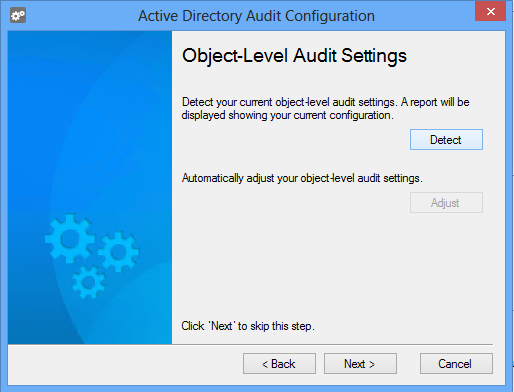 Active Directory Audit Configuration
Object-Level Audit Settings
Detect your current object-level audit settings. A report will be
displayed showing your current configuration.
Detect
Automatically adjust your object-level audit settings.
Adjust
Click 'Next' to skip this step.
< Back
Next >
Cancel